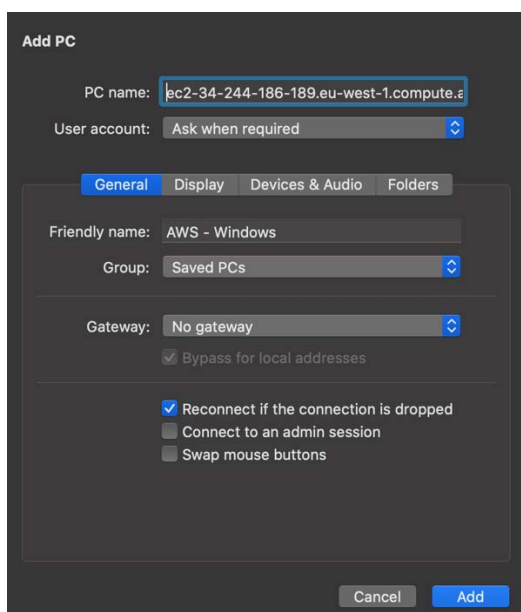 Add PC
PC name: ec2-34-244-186-189.eu-west-1.compute.a
User account: Ask when required
General Display Devices & Audio Folders
Friendly name: AWS - Windows
Group: Saved PCs
Gateway: No gateway
Bypass for local addresses
Reconnect if the connection is dropped
Connect to an admin session
Swap mouse buttons
Cancel Add